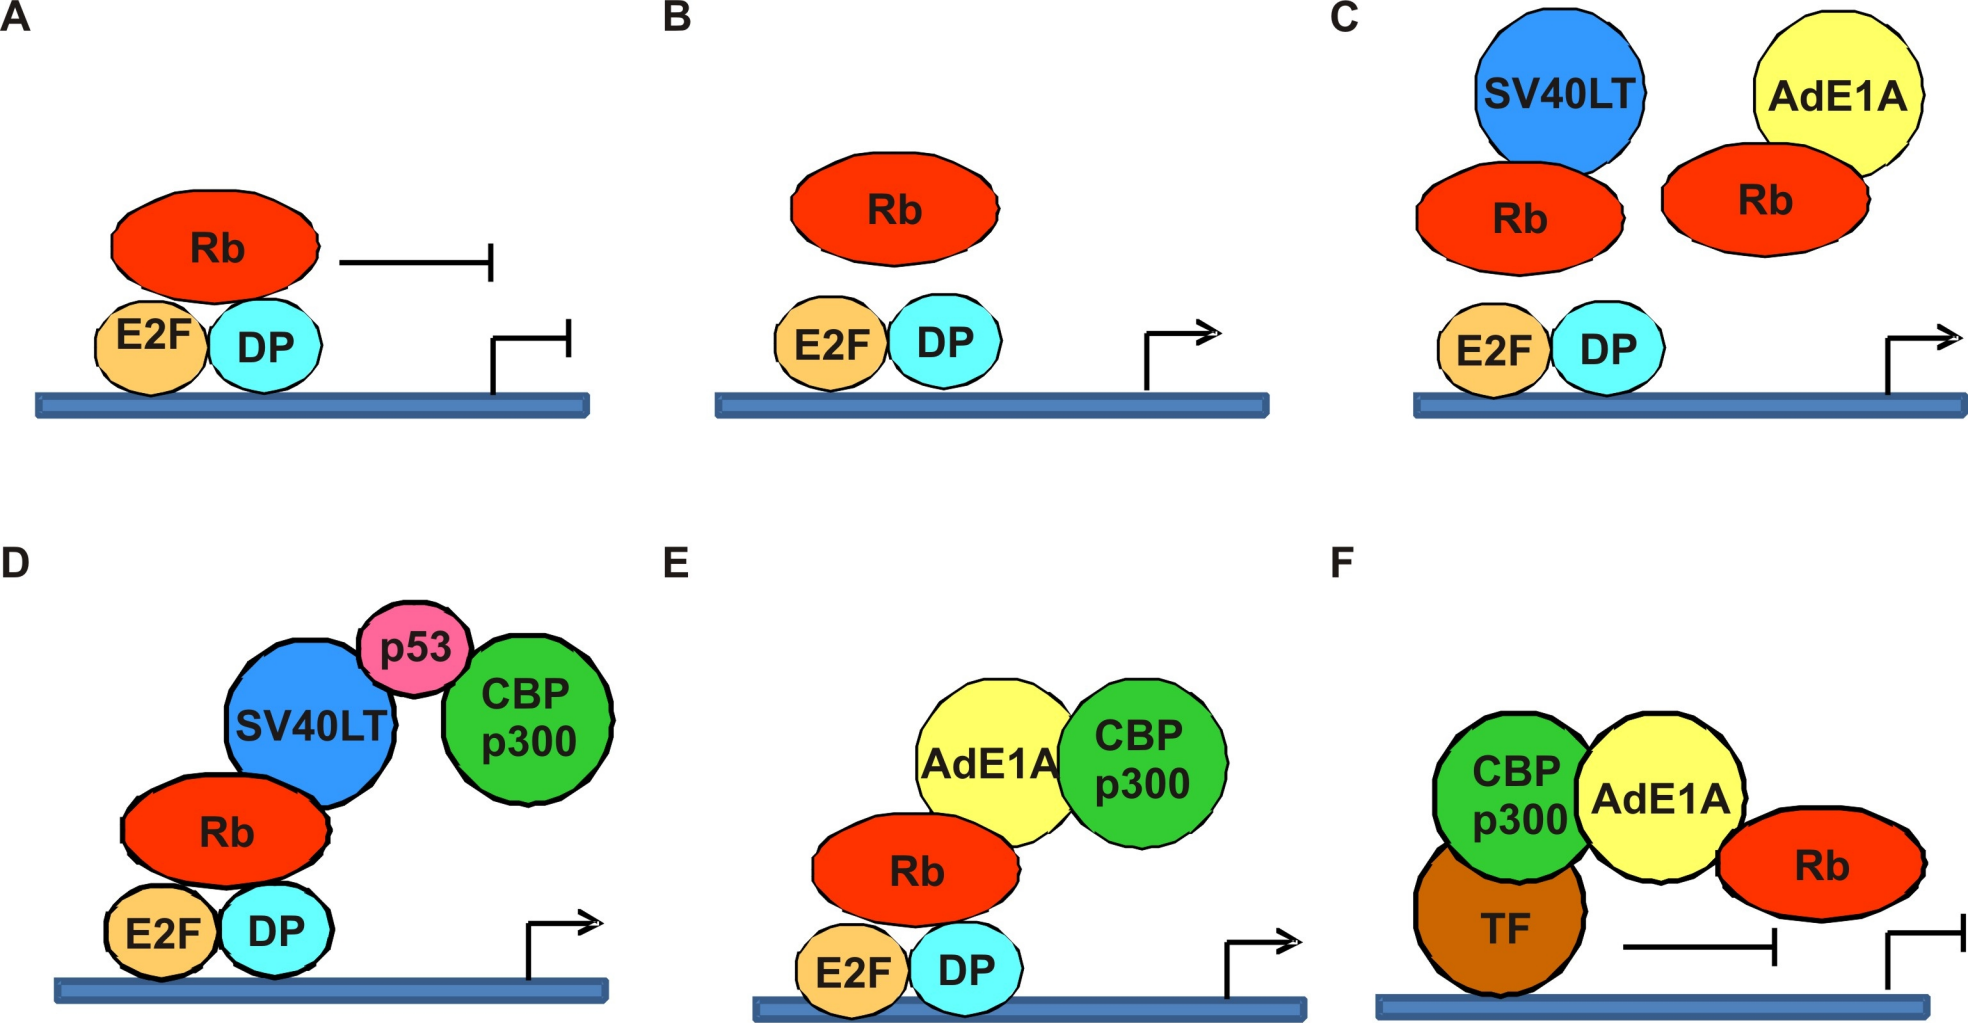 A
Rb
E2F
DP
B
Rb
E2F
DP
C
SV40LT
AdE1A
Rb
Rb
E2F
DP
D
p53
SV40LT
CBP
p300
Rb
E2F
DP
E
AdE1A
CBP
p300
Rb
E2F
DP
F
CBP
p300
AdE1A
Rb
TF